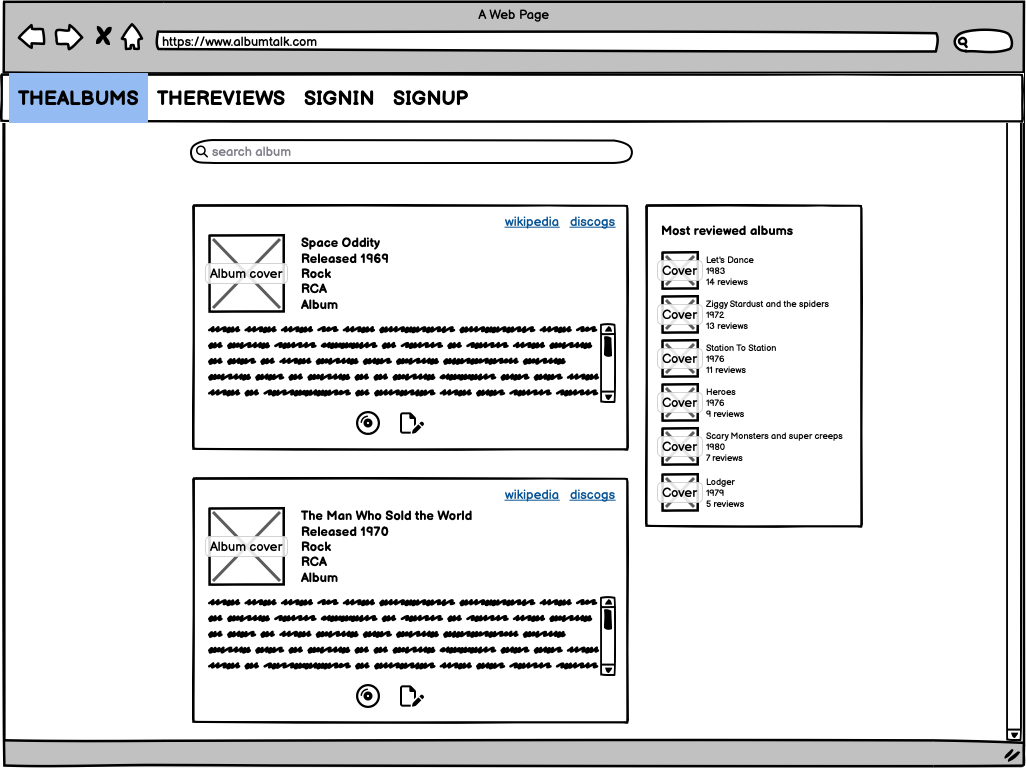 A Web Page
https://www.albumtalk.com
THEALBUMS THEREVIEWS SIGNIN SIGNUP
search album
wikipedia discogs
Album cover
Space Oddity
Released 1969
Rock
RCA
Album
wikipedia discogs
Album cover
The Man Who Sold the World
Released 1970
Rock
RCA
Album
Most reviewed albums
Cover
Let's Dance
1983
14 reviews
Cover
Ziggy Stardust and the spiders
1972
13 reviews
Cover
Station To Station
1976
11 reviews
Cover
Heroes
1976
9 reviews
Cover
Scary Monsters and super creeps
1980
7 reviews
Cover
Lodger
1979
5 reviews